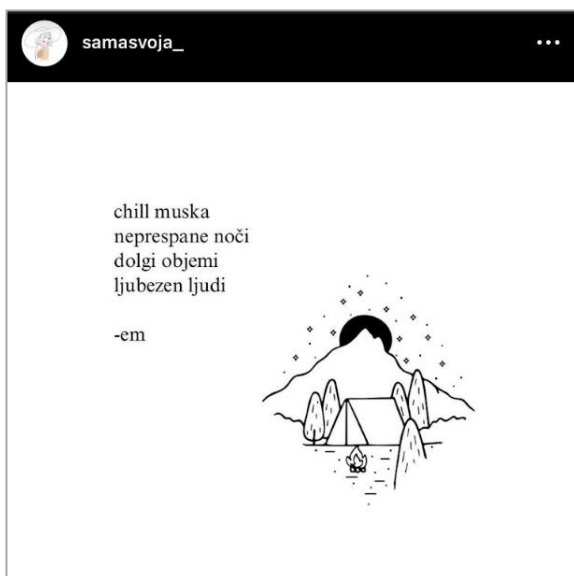 samasvoja_
chill muska
neprespane noči
dolgi objemi
ljubezen ljudi
-em